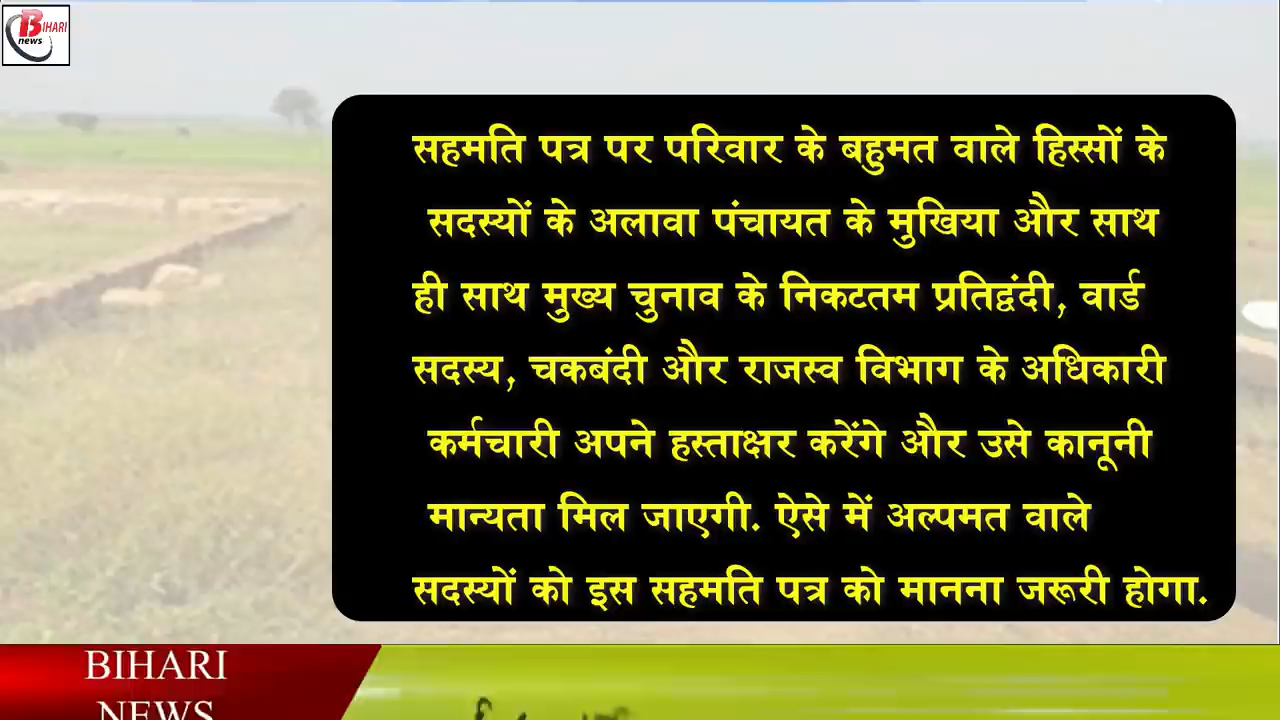 BIHARI
news
सहमति पत्र पर परिवार के बहुमत वाले हिस्सों के
सदस्यों के अलावा पंचायत के मुखिया और साथ
ही साथ मुख्य चुनाव के निकटतम प्रतिद्वंदी, वार्ड
सदस्य, चकबंदी और राजस्व विभाग के अधिकारी
कर्मचारी अपने हस्ताक्षर करेंगे और उसे कानूनी
मान्यता मिल जाएगी. ऐसे में अल्पमत वाले
सदस्यों को इस सहमति पत्र को मानना जरूरी होगा.
BIHARI
NEWS